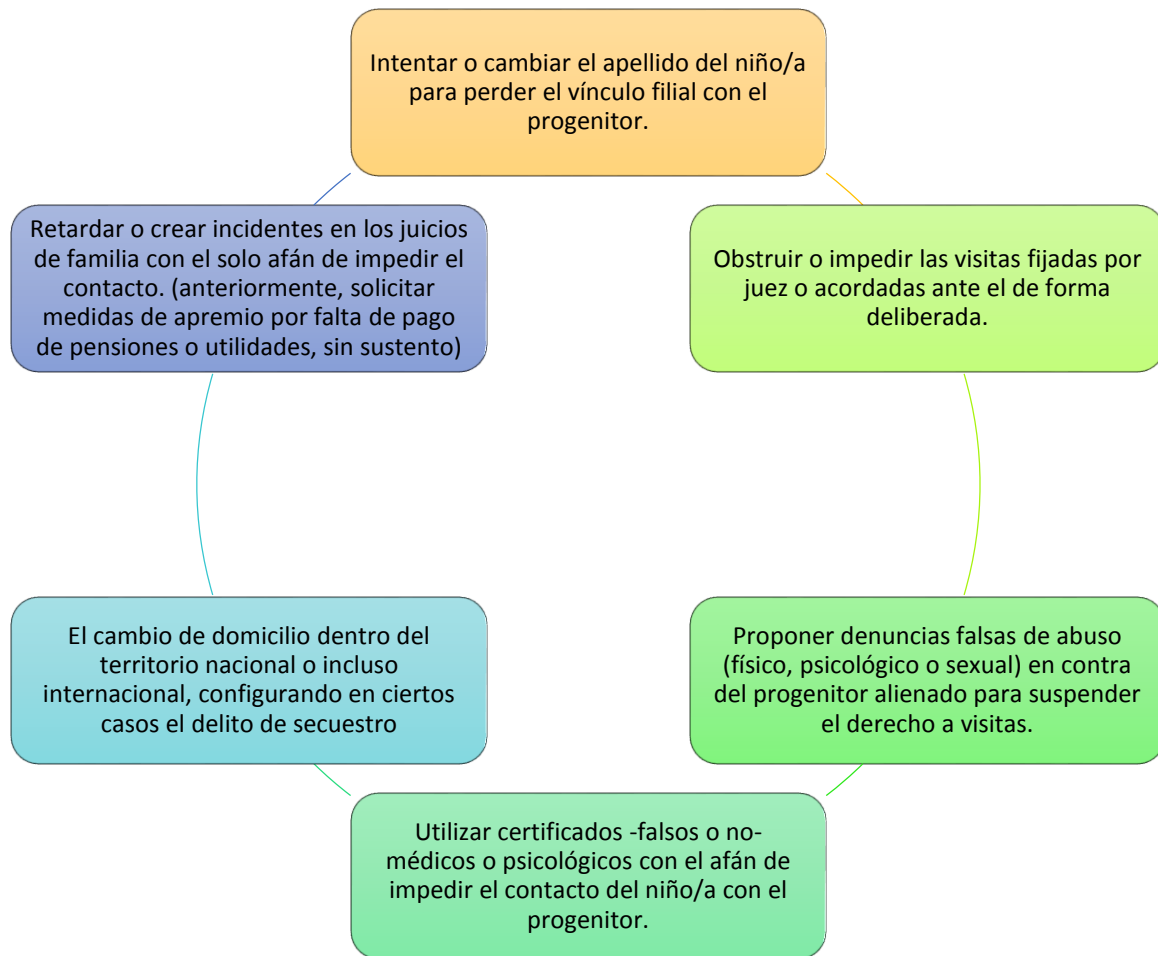 Intentar o cambiar el apellido del niño/a
para perder el vínculo filial con el
progenitor.
Obstruir o impedir las visitas fijadas por
juez o acordadas ante el de forma
deliberada.
Proponer denuncias falsas de abuso
(físico, psicológico o sexual) en contra
del progenitor alienado para suspender
el derecho a visitas.
Utilizar certificados -falsos o no-
médicos o psicológicos con el afán de
impedir el contacto del niño/a con el
progenitor.
El cambio de domicilio dentro del
territorio nacional o incluso
internacional, configurando en ciertos
casos el delito de secuestro
Retardar o crear incidentes en los juicios
de familia con el solo afán de impedir el
contacto. (anteriormente, solicitar
medidas de apremio por falta de pago
de pensiones o utilidades, sin sustento)